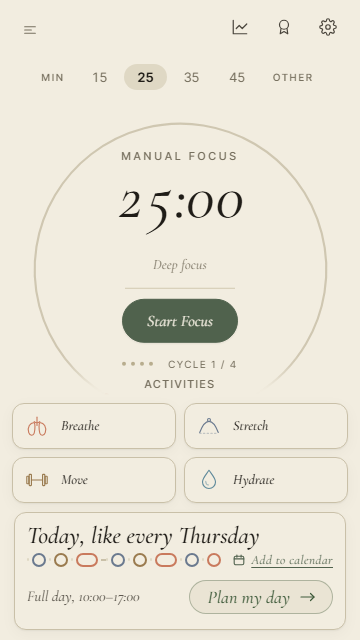 MIN 15 25 35 45 OTHER
MANUAL FOCUS
25:00
Deep focus
Start Focus
CYCLE 1 / 4
ACTIVITIES
Breathe Stretch
Move Hydrate
Today, like every Thursday
Add to calendar
Full day, 10:00–17:00 Plan my day →